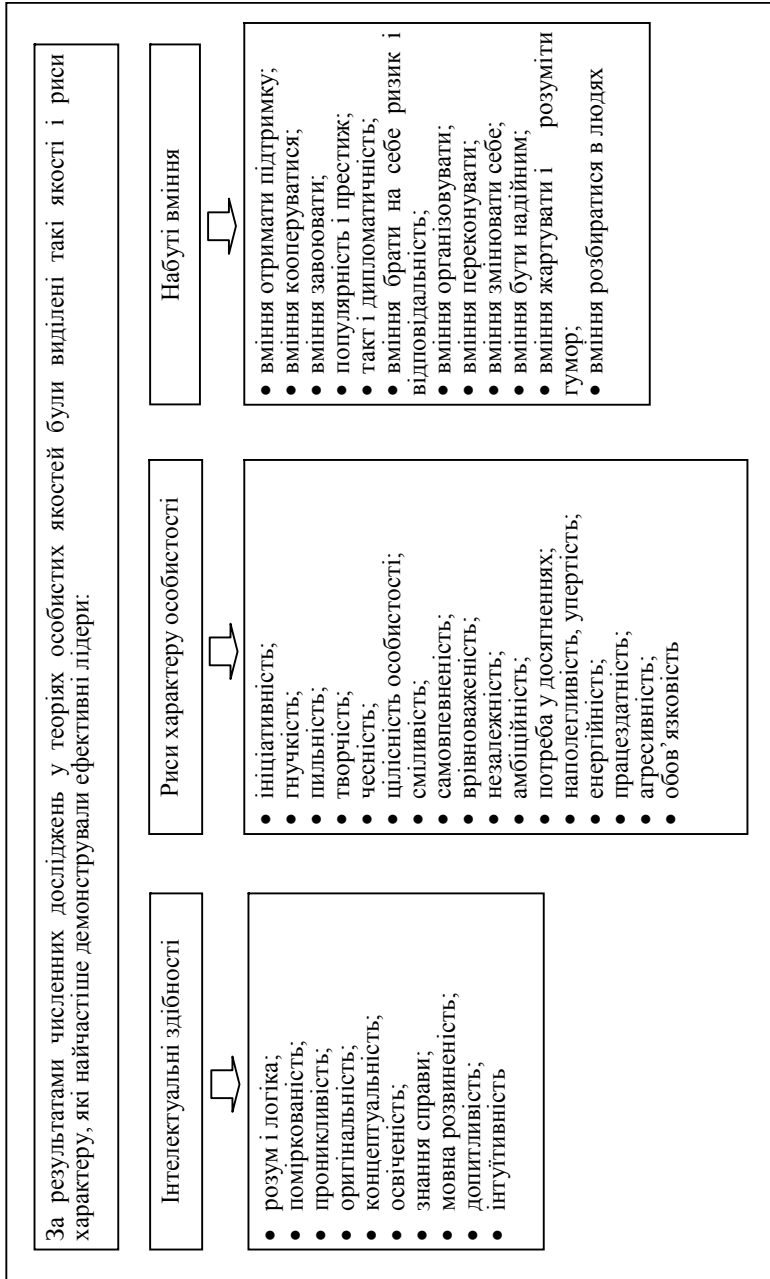 За результатами численних досліджень у теоріях особистих якостей були виділені такі якості і риси
характеру, які найчастіше демонстрували ефективні лідери:
Інтелектуальні здібності
• розум і логіка;
• поміркованість;
• проникливість;
• оригінальність;
• концептуальність;
• освіченість;
• знання справи;
• мовна розвиненість;
• допитливість;
• інтуїтивність
Риси характеру особистості
• ініціативність;
• гнучкість;
• пильність;
• творчість;
• чесність;
• цілісність особистості;
• сміливість;
• самовпевненість;
• врівноваженість;
• незалежність;
• амбіційність;
• потреба у досягненнях;
• наполегливість, упертість;
• енергійність;
• працездатність;
• агресивність;
• обов’язковість
Набуті вміння
• вміння отримати підтримку;
• вміння кооперуватися;
• вміння завоювати;
• популярність і престиж;
• такт і дипломатичність;
• вміння брати на себе ризик і
відповідальність;
• вміння організовувати;
• вміння переконувати;
• вміння змінювати себе;
• вміння бути надійним;
• вміння жартувати і розуміти
гумор;
• вміння розбиратися в людях